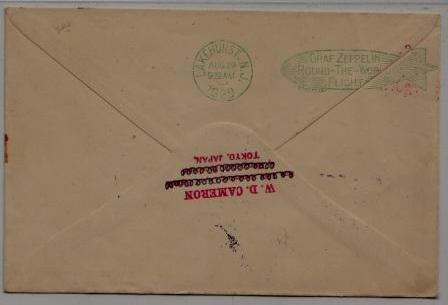 LAKEHURST, N.J.
AUG 29
1929
GRAF ZEPPELIN
ROUND-THE-WORLD
FLIGHT
W. D. CAMERON
TOKYO, JAPAN,